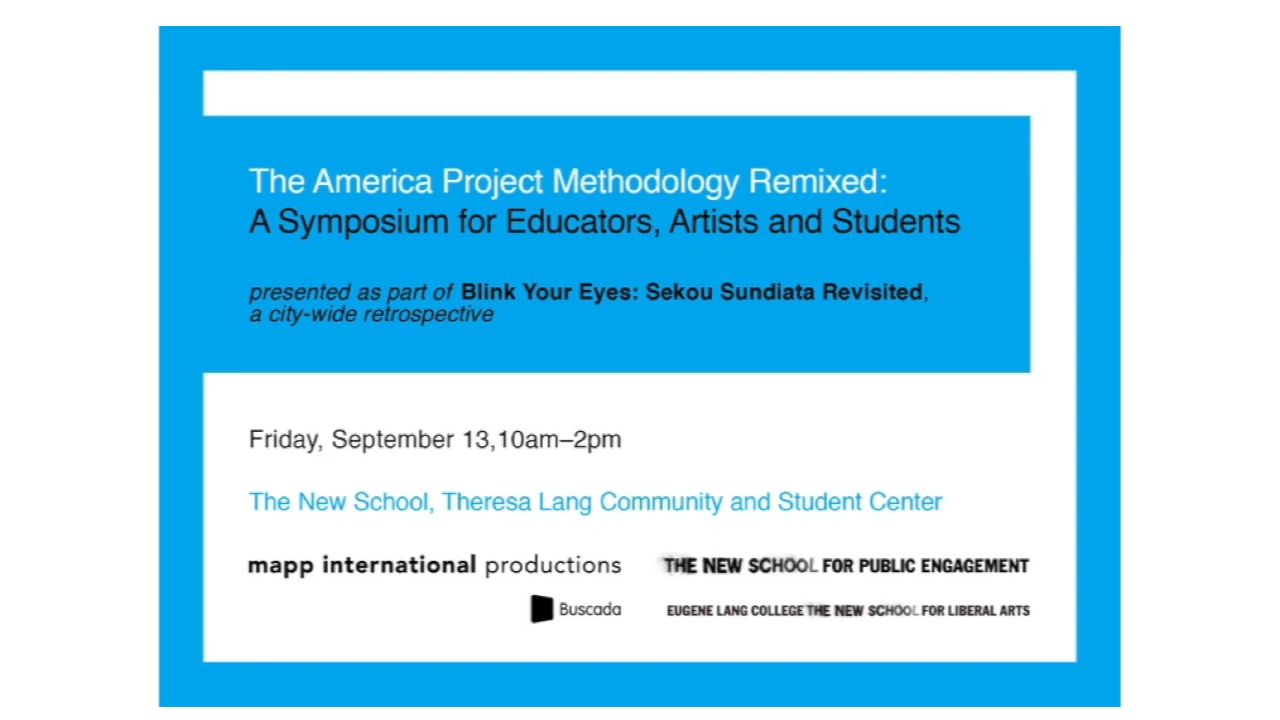 The America Project Methodology Remixed:
A Symposium for Educators, Artists and Students
presented as part of Blink Your Eyes: Sekou Sundiata Revisited,
a city-wide retrospective
Friday, September 13,10am–2pm
The New School, Theresa Lang Community and Student Center
mapp international productions
THE NEW SCHOOL FOR PUBLIC ENGAGEMENT
Buscada
EUGENE LANG COLLEGE THE NEW SCHOOL FOR LIBERAL ARTS